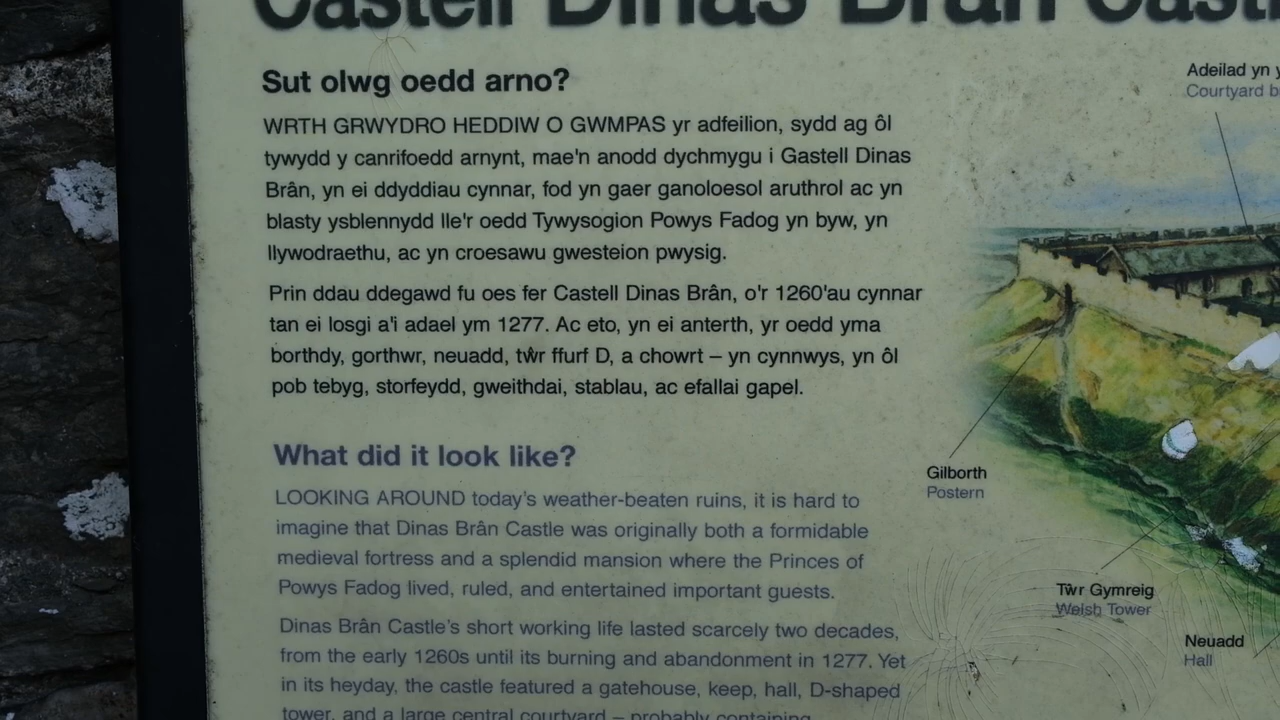 Castell Dinas Brân Castl
Sut olwg oedd arno?
WRTH GRWYDRO HEDDIW O GWMPAS yr adfeilion, sydd ag ôl
tywydd y canrifoedd arnynt, mae'n anodd dychmygu i Gastell Dinas
Brân, yn ei ddyddiau cynnar, fod yn gaer ganoloesol aruthrol ac yn
blasty ysblennydd lle'r oedd Tywysogion Powys Fadog yn byw, yn
llywodraethu, ac yn croesawu gwesteion pwysig.
Prin ddau ddegawd fu oes fer Castell Dinas Brân, o'r 1260'au cynnar
tan ei losgi a'i adael ym 1277. Ac eto, yn ei anterth, yr oedd yma
borthdy, gorthwr, neuadd, tŵr ffurf D, a chowrt – yn cynnwys, yn ôl
pob tebyg, storfeydd, gweithdai, stablau, ac efallai gapel.
What did it look like?
LOOKING AROUND today's weather-beaten ruins, it is hard to
imagine that Dinas Brân Castle was originally both a formidable
medieval fortress and a splendid mansion where the Princes of
Powys Fadog lived, ruled, and entertained important guests.
Dinas Brân Castle's short working life lasted scarcely two decades,
from the early 1260s until its burning and abandonment in 1277. Yet
in its heyday, the castle featured a gatehouse, keep, hall, D-shaped
tower, and a large central courtyard – probably containing
Adeilad yn y
Courtyard b
Gilborth
Postern
Tŵr Gymreig
Welsh Tower
Neuadd
Hall